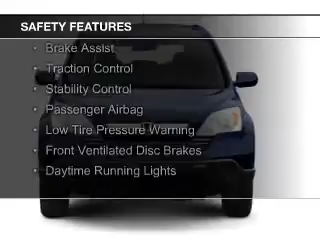 SAFETY FEATURES
• Brake Assist
• Traction Control
• Stability Control
• Passenger Airbag
• Low Tire Pressure Warning
• Front Ventilated Disc Brakes
• Daytime Running Lights